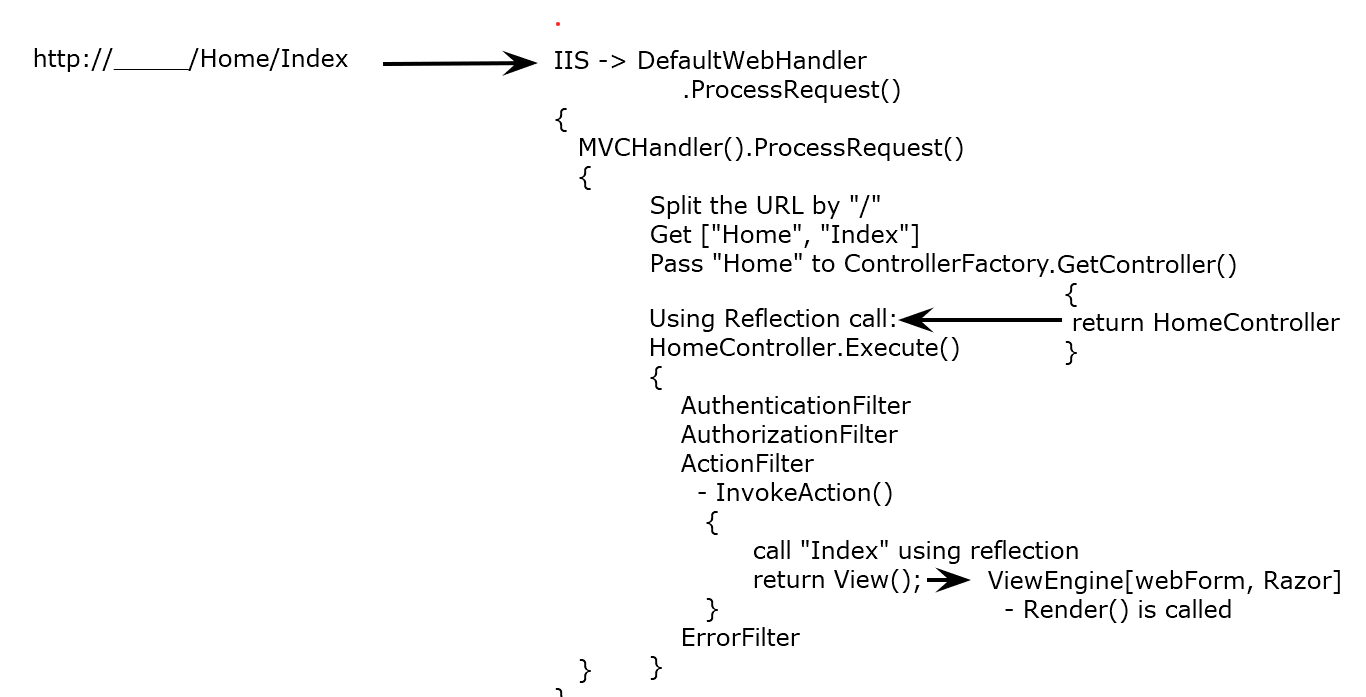 http://______/Home/Index
IIS -> DefaultWebHandler
.ProcessRequest()
{
MVCHandler().ProcessRequest()
{
Split the URL by "/"
Get ["Home", "Index"]
Pass "Home" to ControllerFactory.GetController()
{
Using Reflection call:
return HomeController
HomeController.Execute()
}
{
AuthenticationFilter
AuthorizationFilter
ActionFilter
- InvokeAction()
{
call "Index" using reflection
return View();
ViewEngine[webForm, Razor]
}
- Render() is called
ErrorFilter
}
}
}